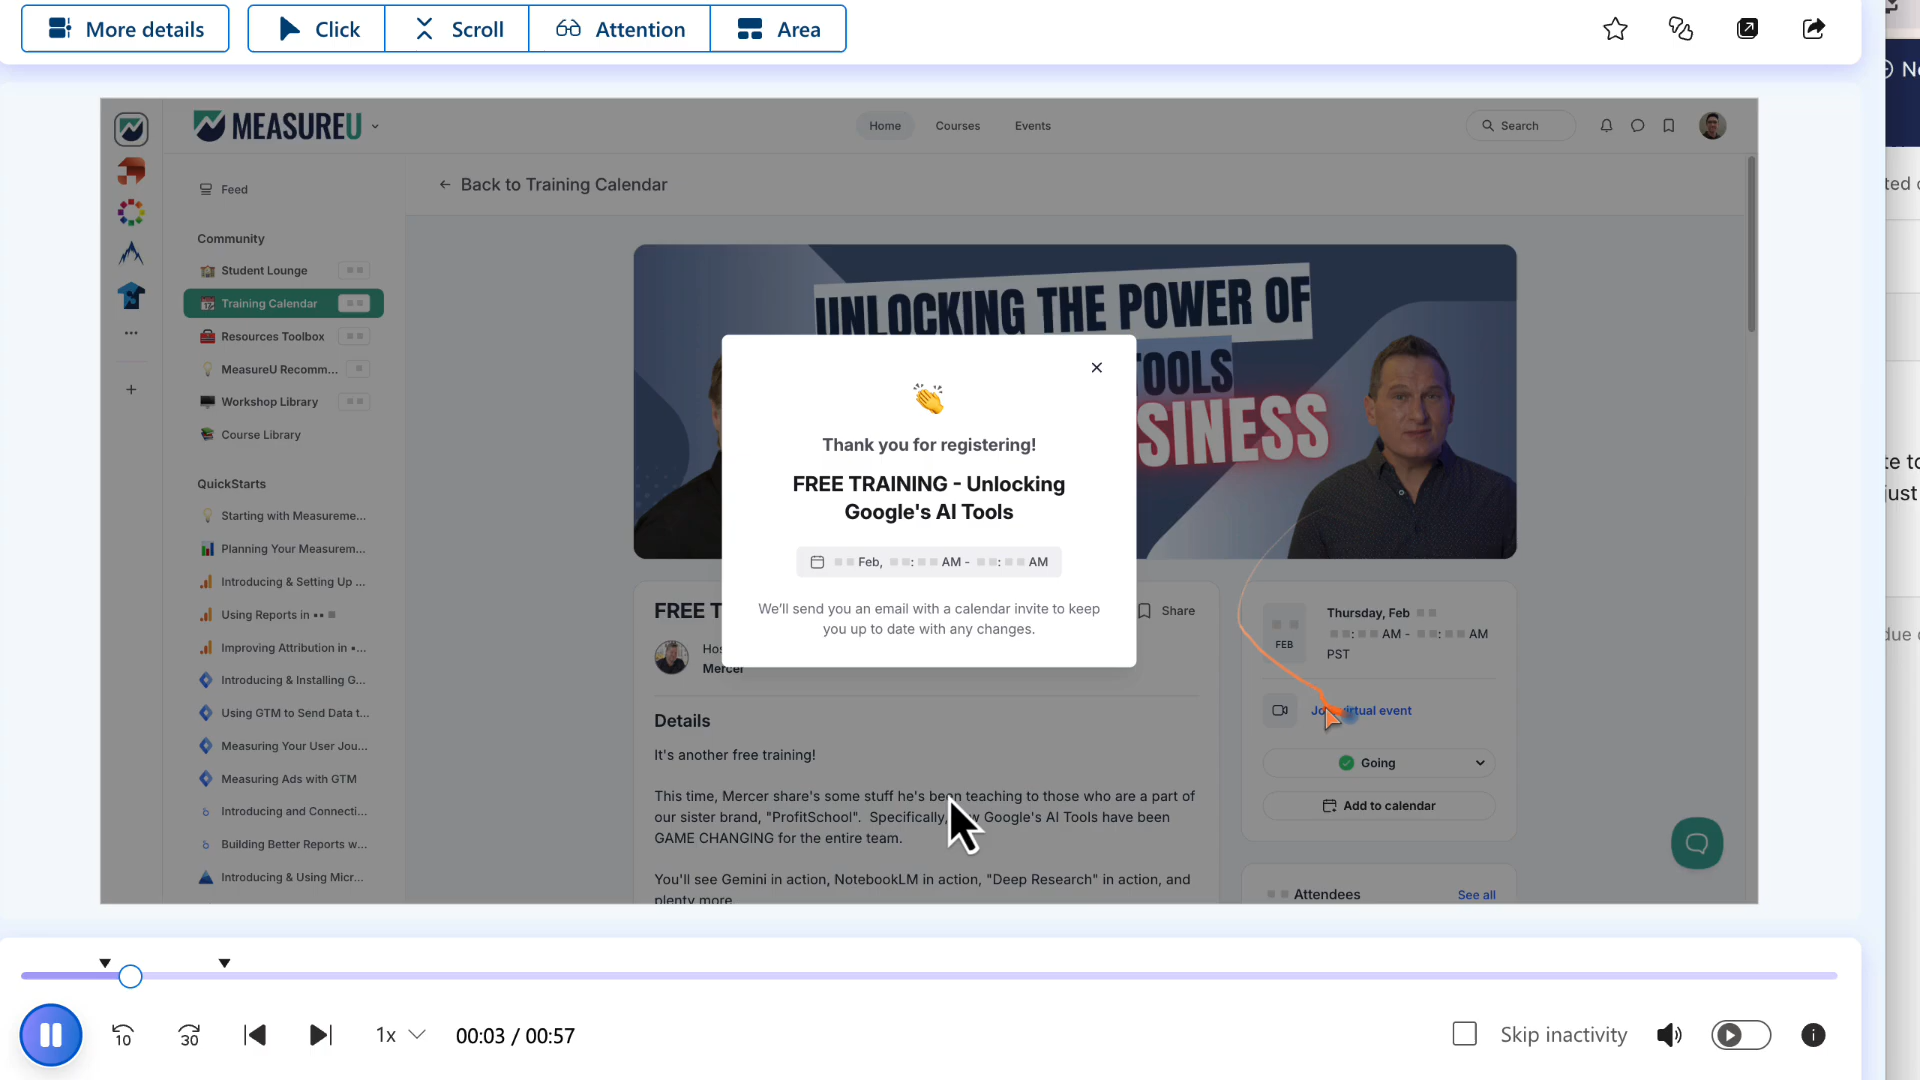 More details
Click
Scroll
Attention
Area
MEASUREU
Home
Courses
Events
Search
Feed
Back to Training Calendar
Community
Student Lounge
Training Calendar
Resources Toolbox
MeasureU Recomm...
Workshop Library
Course Library
QuickStarts
Starting with Measureme...
Planning Your Measurem...
Introducing & Setting Up ...
Using Reports in
Improving Attribution in
Introducing & Installing G...
Using GTM to Send Data t...
Measuring Your User Jou...
Measuring Ads with GTM
Introducing and Connecti...
Building Better Reports w...
Introducing & Using Micr...
UNLOCKING THE POWER OF
TOOLS
SINESS
Thank you for registering!
FREE TRAINING - Unlocking
Google's AI Tools
Feb, : AM - : AM
We'll send you an email with a calendar invite to keep
you up to date with any changes.
FREE T
Share
Hos
Mercer
Details
It's another free training!
This time, Mercer share's some stuff he's been teaching to those who are a part of
our sister brand, "ProfitSchool". Specifically, Google's AI Tools have been
GAME CHANGING for the entire team.
You'll see Gemini in action, NotebookLM in action, "Deep Research" in action, and
plenty more
FEB
Thursday, Feb
: AM - : AM
PST
virtual event
Going
Add to calendar
Attendees
See all
10
30
1x
00:03 / 00:57
Skip inactivity
just